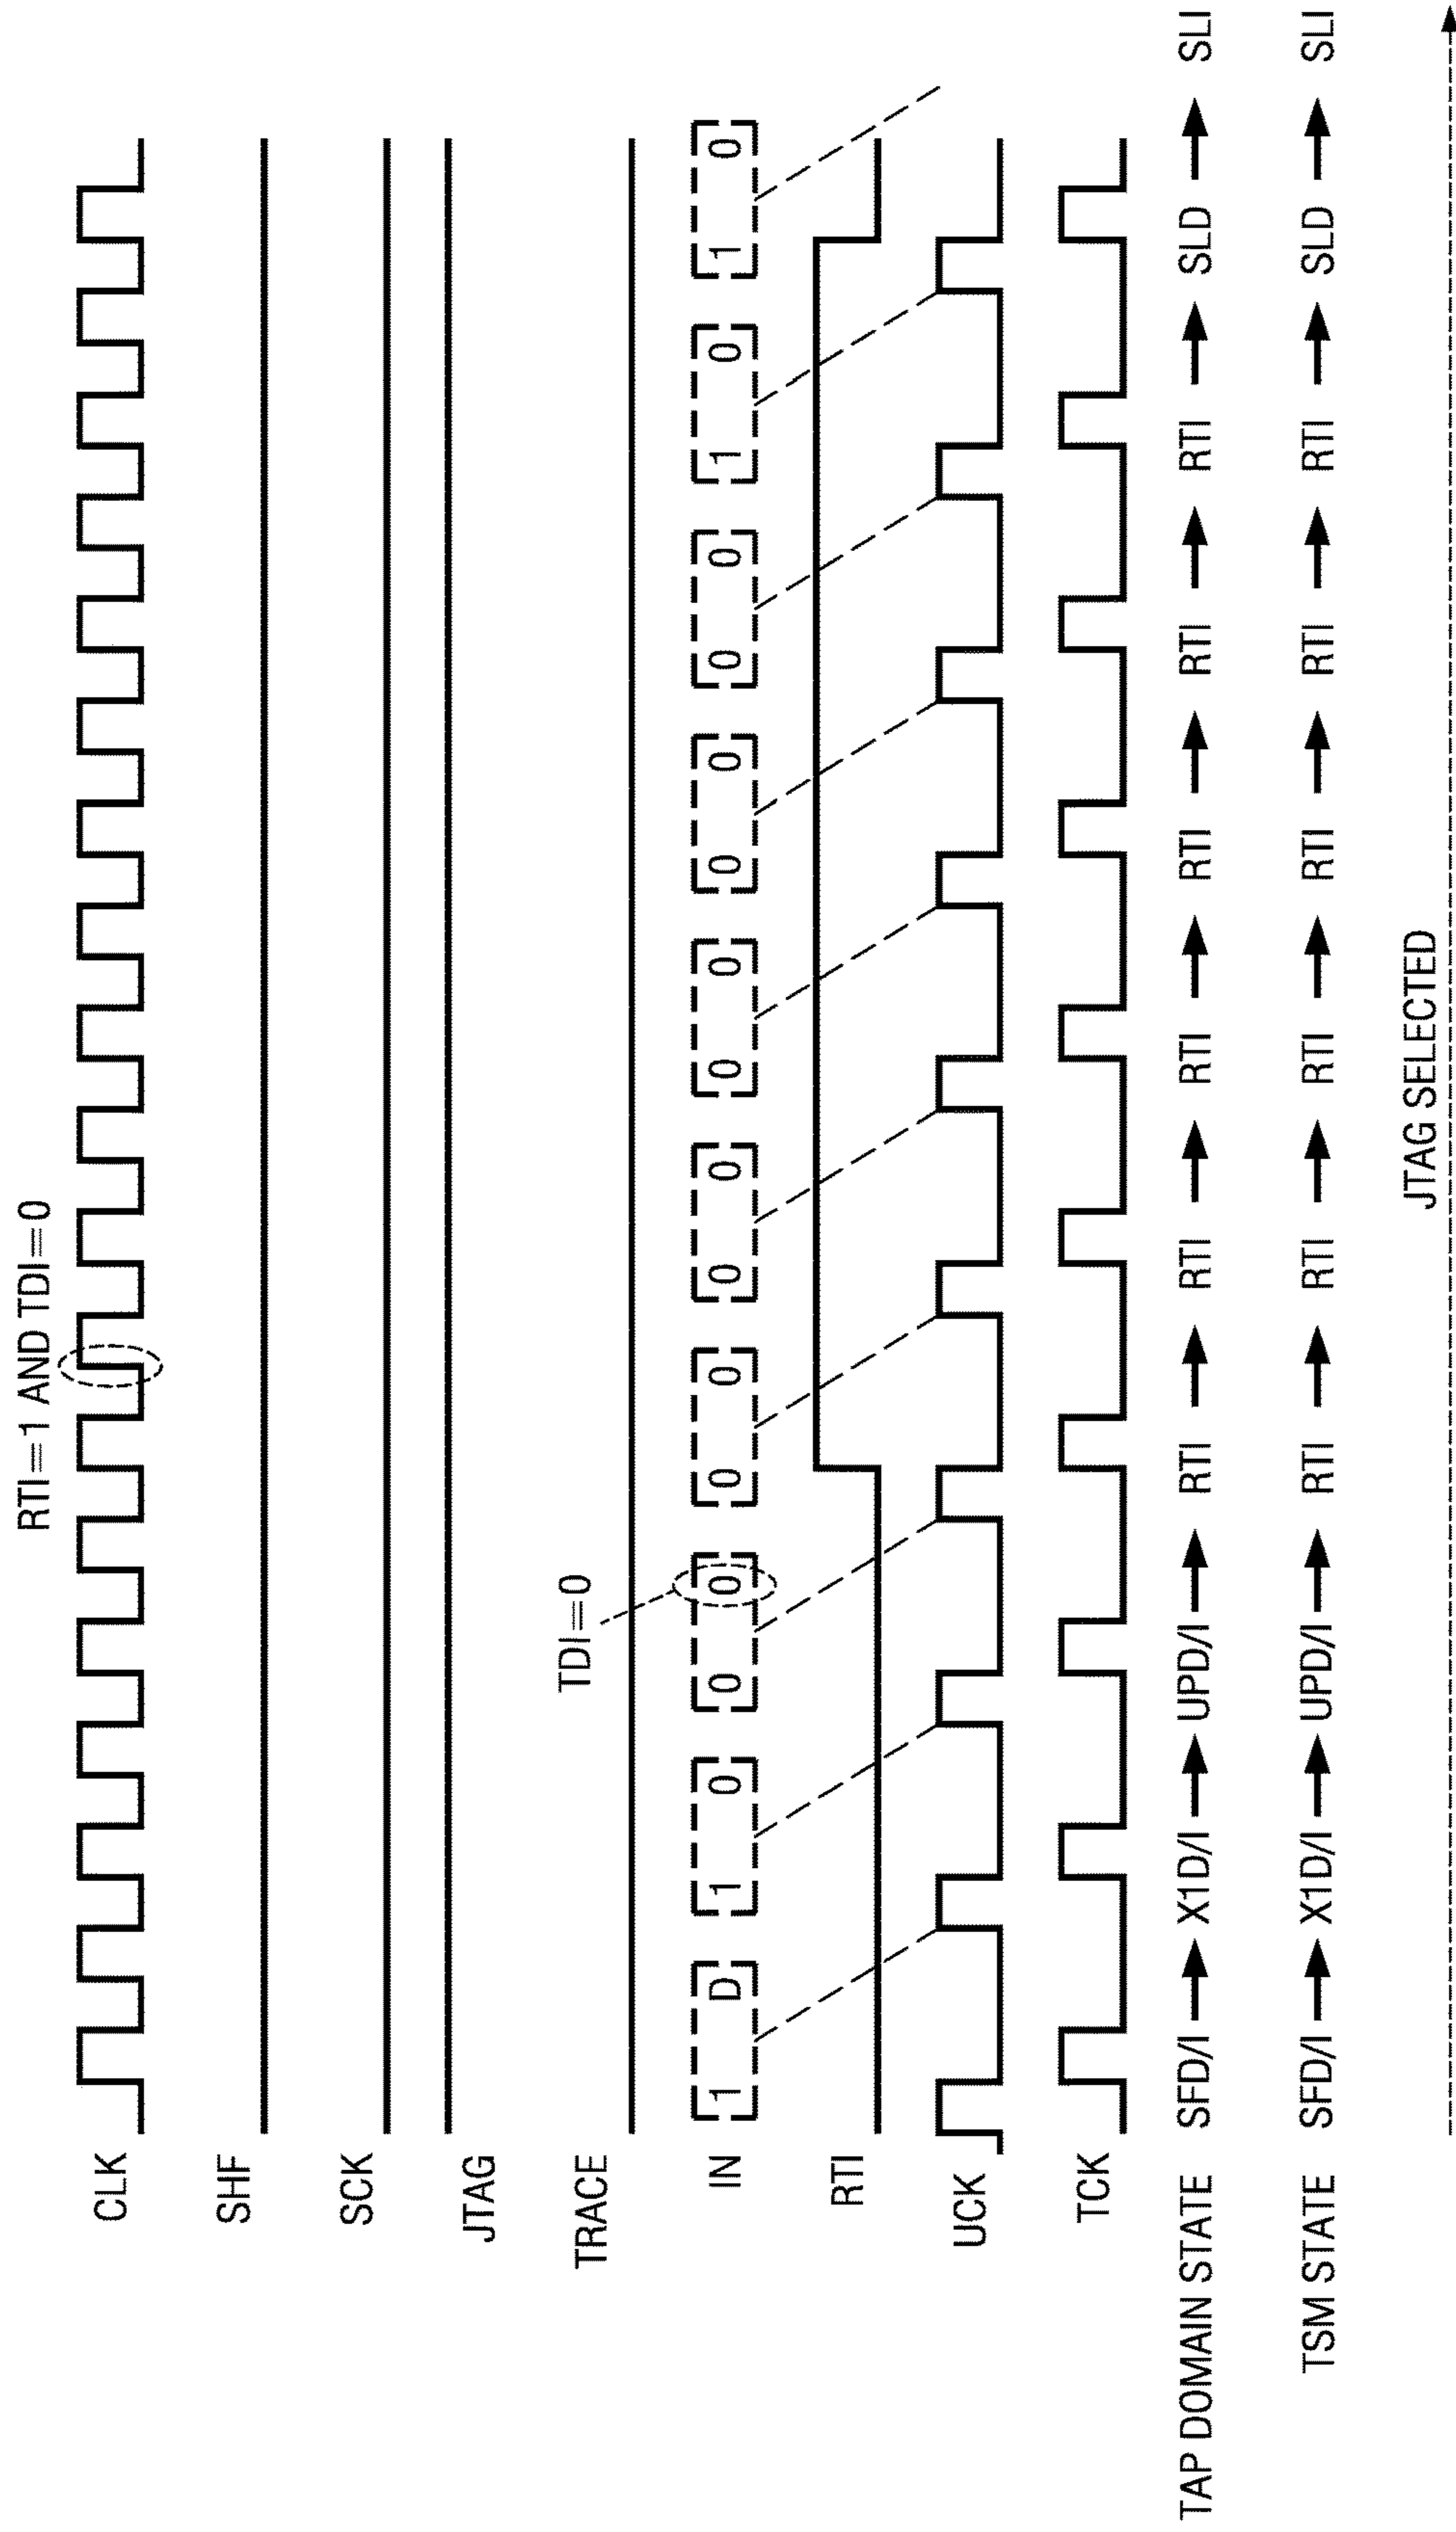 RTI=1 AND TDI=0
CLK
SHF
SCK
JTAG
TDI=0
TRACE
IN 1 D 1 0 0 0 0 0 0 0 0 0 0 0 0 0 1 0 1 0
RTI
UCK
TCK
TAP DOMAIN STATE SFD/I X1D/I UPD/I RTI RTI RTI RTI RTI RTI SLD SLI
TSM STATE SFD/I X1D/I UPD/I RTI RTI RTI RTI RTI RTI SLD SLI
JTAG SELECTED